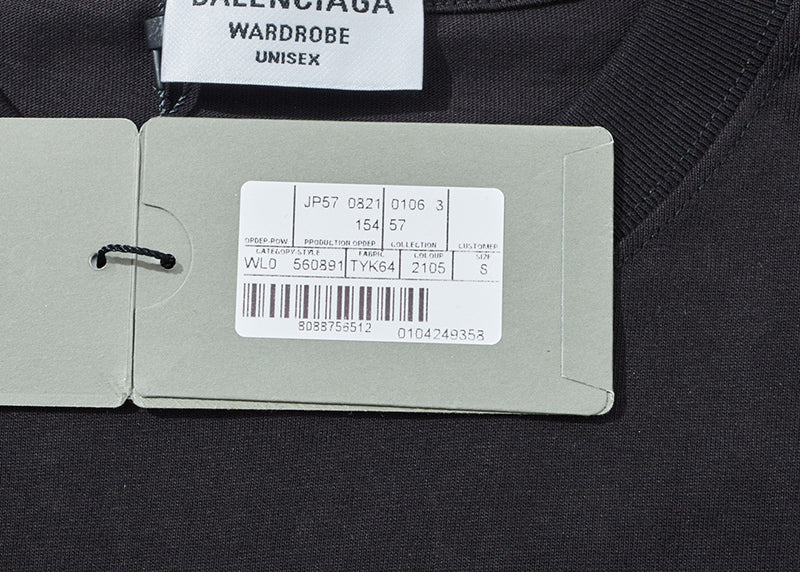 BALENCIAGA
WARDROBE
UNISEX
JP57 0821 0106 3
154 57
ORDER-ROW PRODUCTION ORDER COLLECTION CUSTOMER
CATEGORY-STYLE FABRIC COLOUR SIZE
WL0 560891 TYK64 2105 S
8088756512 0104249358